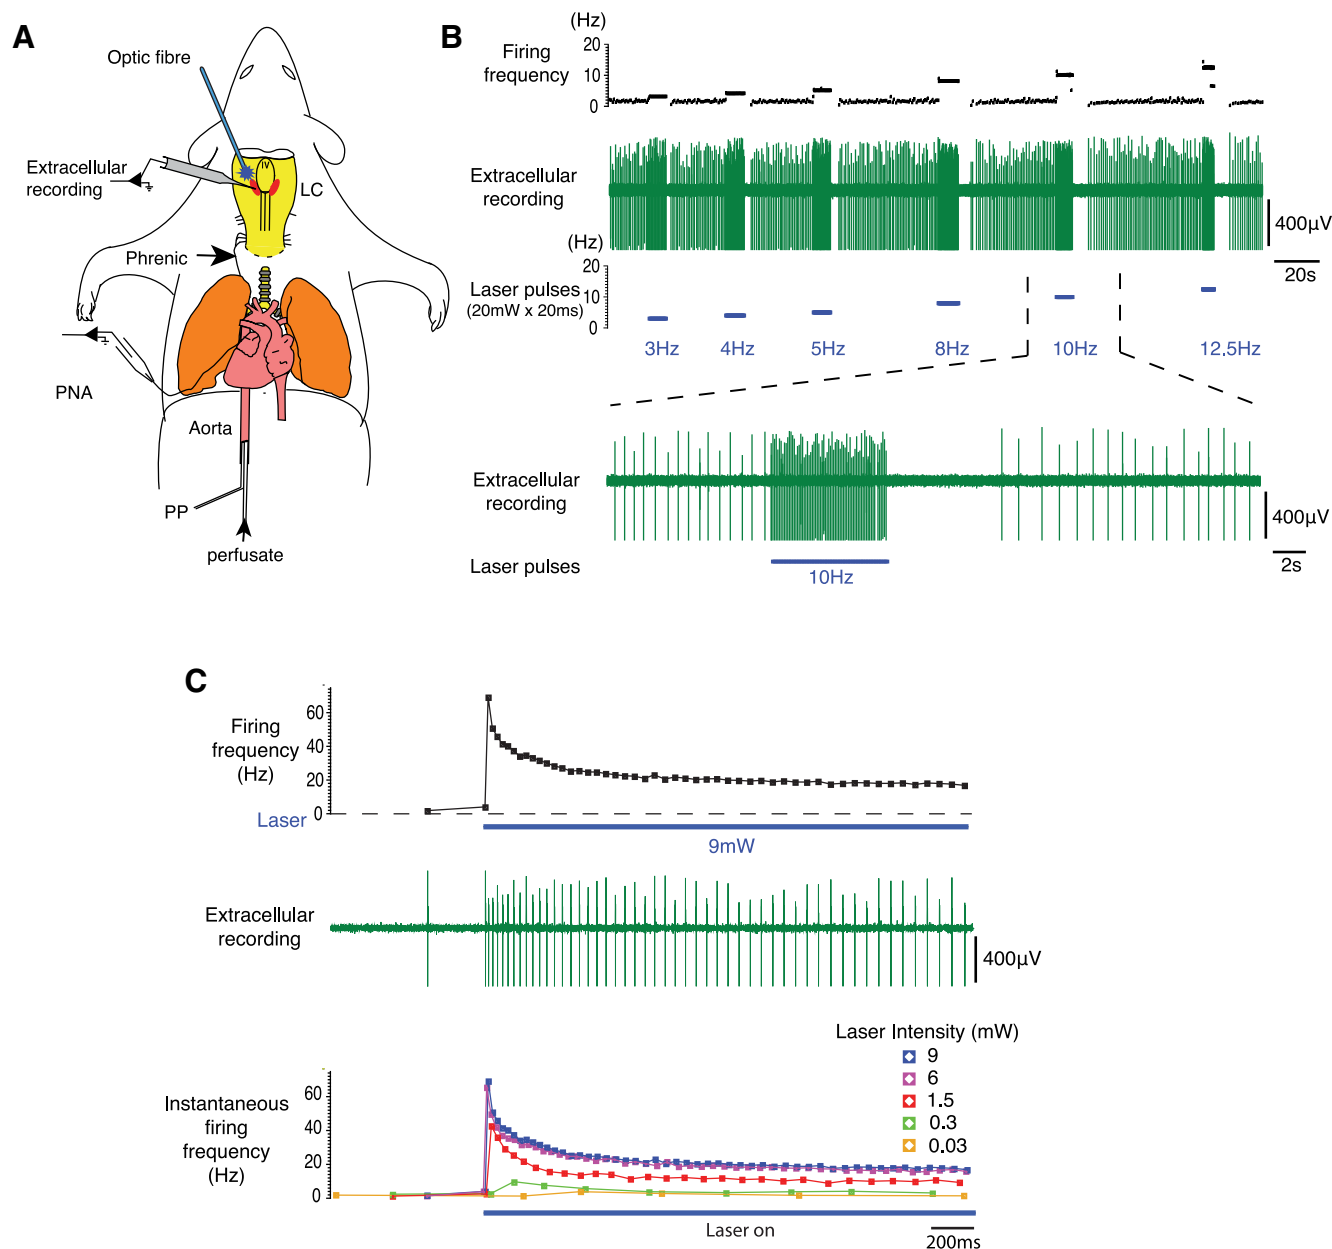 A
Optic fibre
Extracellular
recording
IV
LC
Phrenic
PNA
Aorta
PP
perfusate
B
(Hz)
Firing
frequency
20
10
0
Extracellular
recording
400µV
20s
(Hz)
Laser pulses
(20mW x 20ms)
20
10
0
3Hz
4Hz
5Hz
8Hz
10Hz
12.5Hz
Extracellular
recording
400µV
2s
Laser pulses
10Hz
C
Firing
frequency
(Hz)
60
40
20
0
Laser
9mW
Extracellular
recording
400µV
Laser Intensity (mW)
9
6
1.5
0.3
0.03
Instantaneous
firing
frequency
(Hz)
60
40
20
0
Laser on
200ms